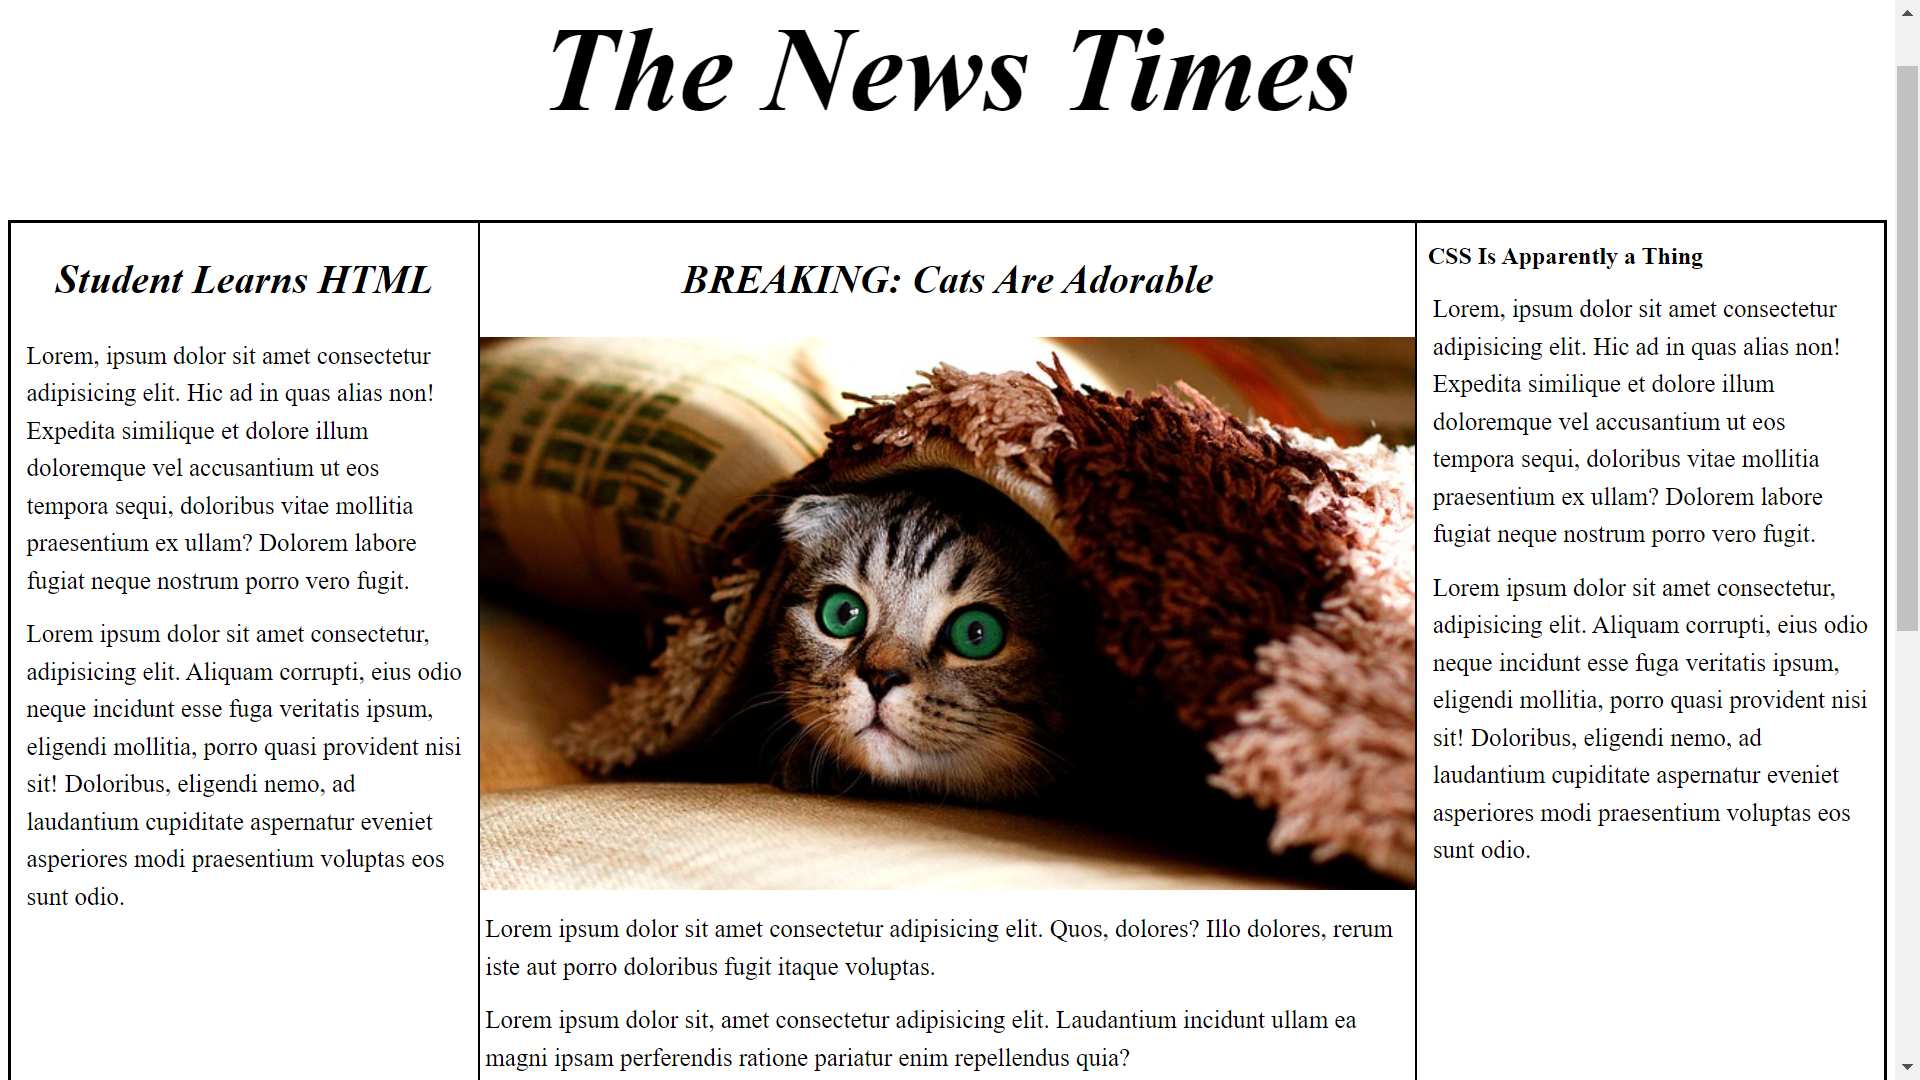 The News Times
Student Learns HTML
Lorem, ipsum dolor sit amet consectetur
adipisicing elit. Hic ad in quas alias non!
Expedita similique et dolore illum
doloremque vel accusantium ut eos
tempora sequi, doloribus vitae mollitia
praesentium ex ullam? Dolorem labore
fugiat neque nostrum porro vero fugit.
Lorem ipsum dolor sit amet consectetur,
adipisicing elit. Aliquam corrupti, eius odio
neque incidunt esse fuga veritatis ipsum,
eligendi mollitia, porro quasi provident nisi
sit! Doloribus, eligendi nemo, ad
laudantium cupiditate aspernatur eveniet
asperiores modi praesentium voluptas eos
sunt odio.
BREAKING: Cats Are Adorable
Lorem ipsum dolor sit amet consectetur adipisicing elit. Quos, dolores? Illo dolores, rerum
iste aut porro doloribus fugit itaque voluptas.
Lorem ipsum dolor sit, amet consectetur adipisicing elit. Laudantium incidunt ullam ea
magni ipsam perferendis ratione pariatur enim repellendus quia?
CSS Is Apparently a Thing
Lorem, ipsum dolor sit amet consectetur
adipisicing elit. Hic ad in quas alias non!
Expedita similique et dolore illum
doloremque vel accusantium ut eos
tempora sequi, doloribus vitae mollitia
praesentium ex ullam? Dolorem labore
fugiat neque nostrum porro vero fugit.
Lorem ipsum dolor sit amet consectetur,
adipisicing elit. Aliquam corrupti, eius odio
neque incidunt esse fuga veritatis ipsum,
eligendi mollitia, porro quasi provident nisi
sit! Doloribus, eligendi nemo, ad
laudantium cupiditate aspernatur eveniet
asperiores modi praesentium voluptas eos
sunt odio.